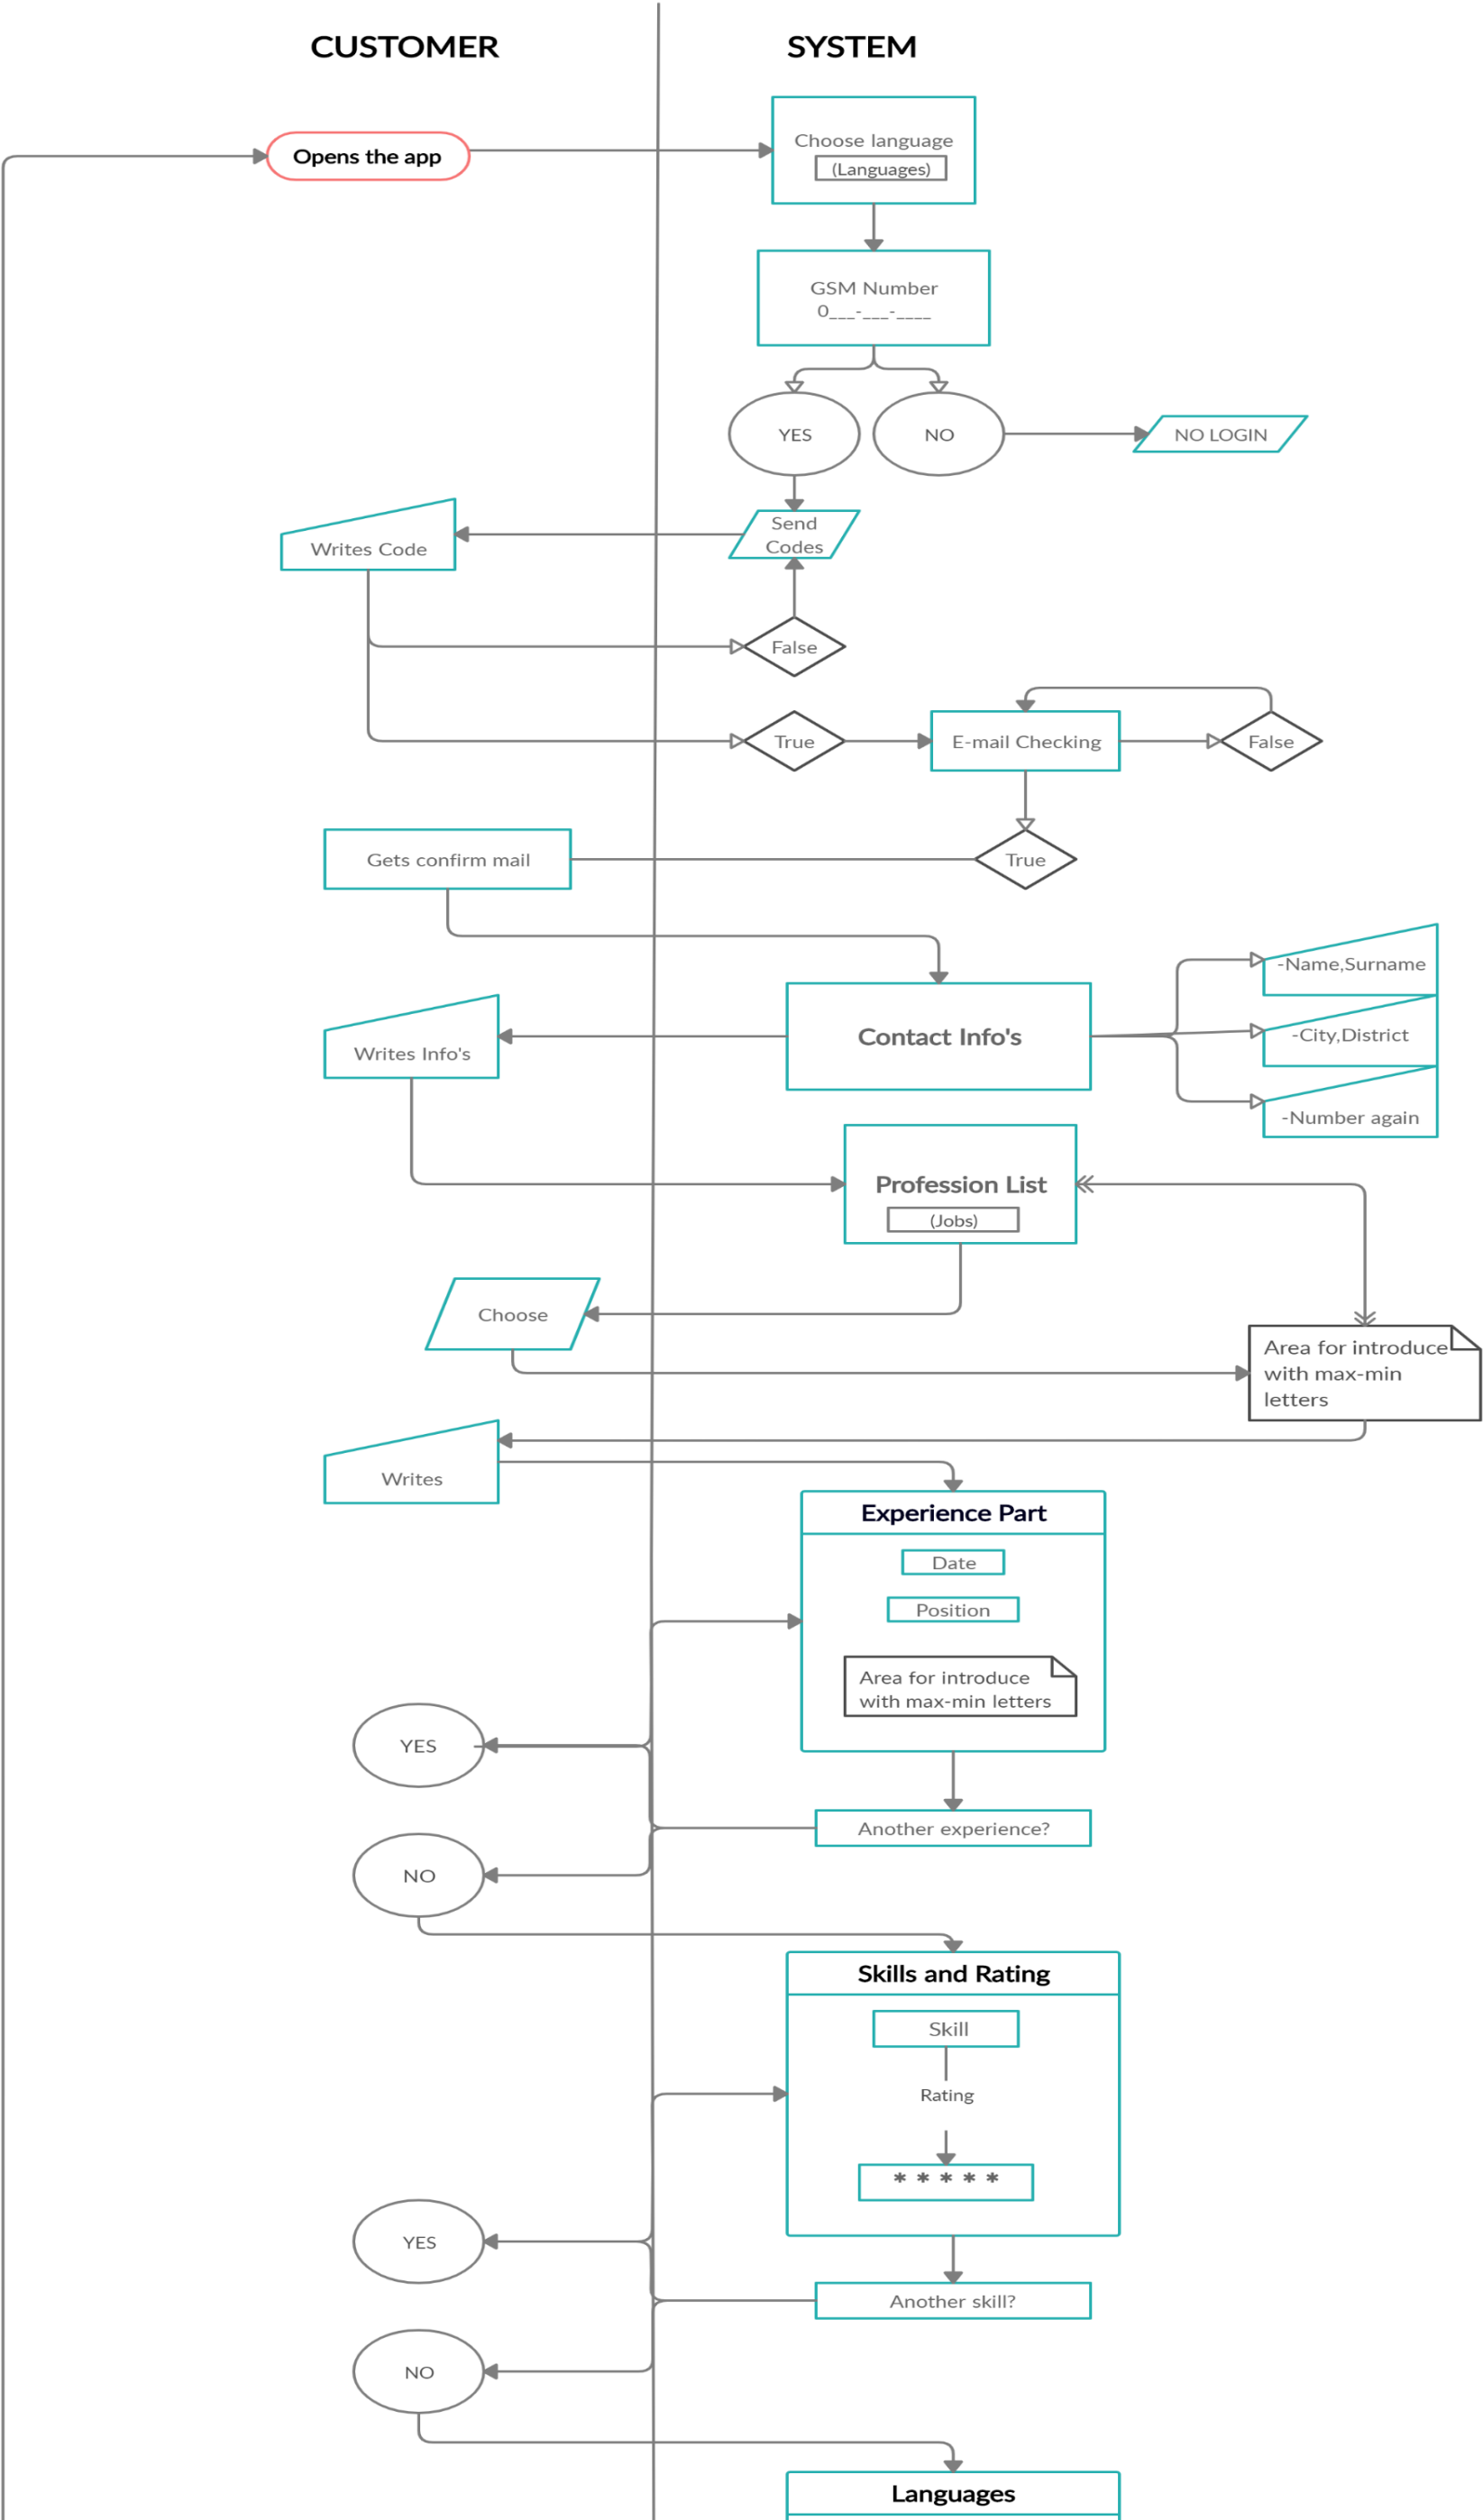 CUSTOMER
SYSTEM
Opens the app
Choose language
(Languages)
GSM Number
0___-___-____
YES
NO
NO LOGIN
Send
Codes
Writes Code
False
True
E-mail Checking
False
Gets confirm mail
True
-Name,Surname
Contact Info's
-City,District
Writes Info's
-Number again
Profession List
(Jobs)
Choose
Area for introduce
with max-min
letters
Writes
Experience Part
Date
Position
Area for introduce
with max-min letters
YES
Another experience?
NO
Skills and Rating
Skill
Rating
* * * * *
YES
Another skill?
NO
Languages